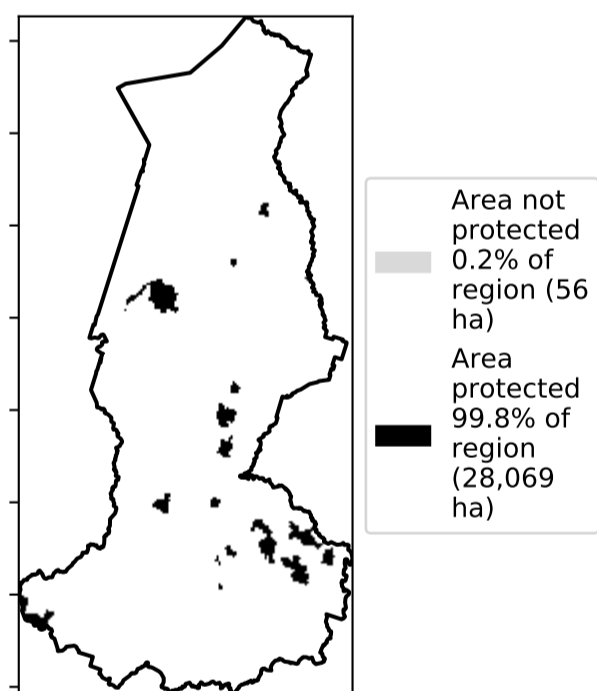 Area not
protected
0.2% of
region (56
ha)
Area
protected
99.8% of
region
(28,069
ha)